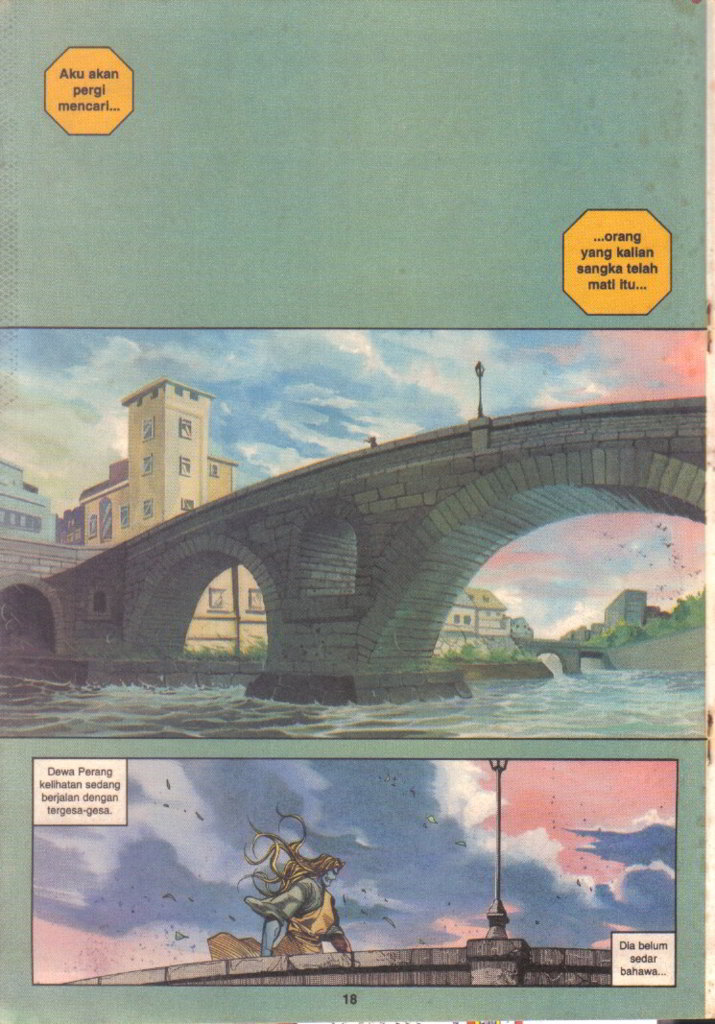 Aku akan
pergi
mencari...
...orang
yang kalian
sangka telah
mati itu...
Dewa Perang
kelihatan sedang
berjalan dengan
tergesa-gesa.
Dia belum
sedar
bahawa...
18